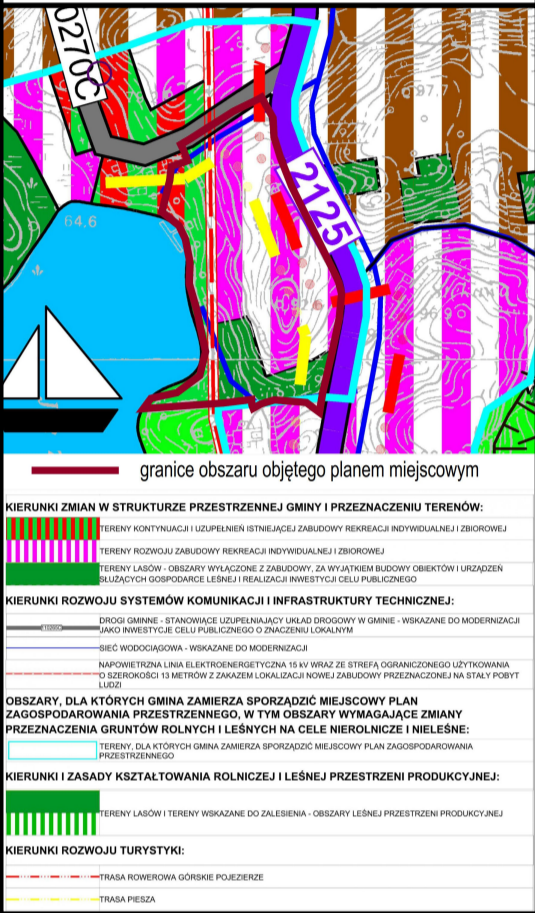 0270C
97.7
2125
64.6
96.9
granice obszaru objętego planem miejscowym
KIERUNKI ZMIAN W STRUKTURZE PRZESTRZENNEJ GMINY I PRZEZNACZENIU TERENÓW:
TERENY KONTYNUACJI I UZUPEŁNIEŃ ISTNIEJĄCEJ ZABUDOWY REKREACJI INDYWIDUALNEJ I ZBIOROWEJ
TERENY ROZWOJU ZABUDOWY REKREACJI INDYWIDUALNEJ I ZBIOROWEJ
TERENY LASÓW - OBSZARY WYŁĄCZONE Z ZABUDOWY, ZA WYJĄTKIEM BUDOWY OBIEKTÓW I URZĄDZEŃ
SŁUŻĄCYCH GOSPODARCE LEŚNEJ I REALIZACJI INWESTYCJI CELU PUBLICZNEGO
KIERUNKI ROZWOJU SYSTEMÓW KOMUNIKACJI I INFRASTRUKTURY TECHNICZNEJ:
DROGI GMINNE - STANOWIĄCE UZUPEŁNIAJĄCY UKŁAD DROGOWY W GMINIE - WSKAZANE DO MODERNIZACJI
JAKO INWESTYCJE CELU PUBLICZNEGO O ZNACZENIU LOKALNYM
SIEĆ WODOCIĄGOWA - WSKAZANE DO MODERNIZACJI
NAPOWIETRZNA LINIA ELEKTROENERGETYCZNA 15 kV WRAZ ZE STREFĄ OGRANICZONEGO UŻYTKOWANIA
O SZEROKOŚCI 13 METRÓW Z ZAKAZEM LOKALIZACJI NOWEJ ZABUDOWY PRZEZNACZONEJ NA STAŁY POBYT
LUDZI
OBSZARY, DLA KTÓRYCH GMINA ZAMIERZA SPORZĄDZIĆ MIEJSCOWY PLAN
ZAGOSPODAROWANIA PRZESTRZENNEGO, W TYM OBSZARY WYMAGAJĄCE ZMIANY
PRZEZNACZENIA GRUNTÓW ROLNYCH I LEŚNYCH NA CELE NIEROLNICZE I NIELEŚNE:
TERENY, DLA KTÓRYCH GMINA ZAMIERZA SPORZĄDZIĆ MIEJSCOWY PLAN ZAGOSPODAROWANIA
PRZESTRZENNEGO
KIERUNKI I ZASADY KSZTAŁTOWANIA ROLNICZEJ I LEŚNEJ PRZESTRZENI PRODUKCYJNEJ:
TERENY LASÓW I TERENY WSKAZANE DO ZALESIENIA - OBSZARY LEŚNEJ PRZESTRZENI PRODUKCYJNEJ
KIERUNKI ROZWOJU TURYSTYKI:
TRASA ROWEROWA GÓRSKIE POJEZIERZE
TRASA PIESZA